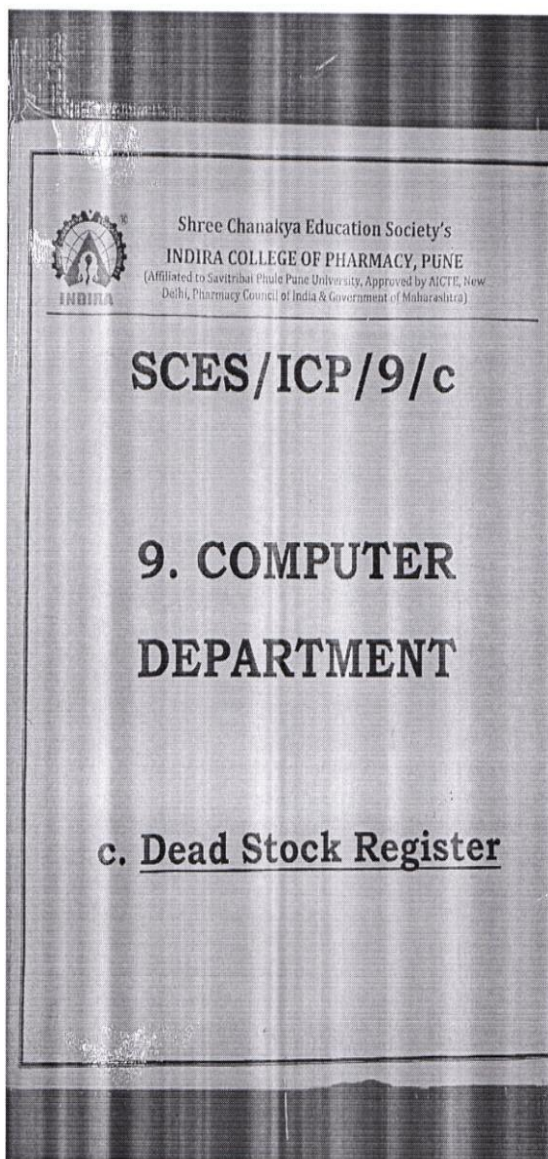 Shree Chanakya Education Society's
INDIRA COLLEGE OF PHARMACY, PUNE
(Affiliated to Savitribai Phule Pune University, Approved by AICTE, New
Delhi, Pharmacy Council of India & Government of Maharashtra)
INDIRA
SCES/ICP/9/c
9. COMPUTER
DEPARTMENT
c. Dead Stock Register